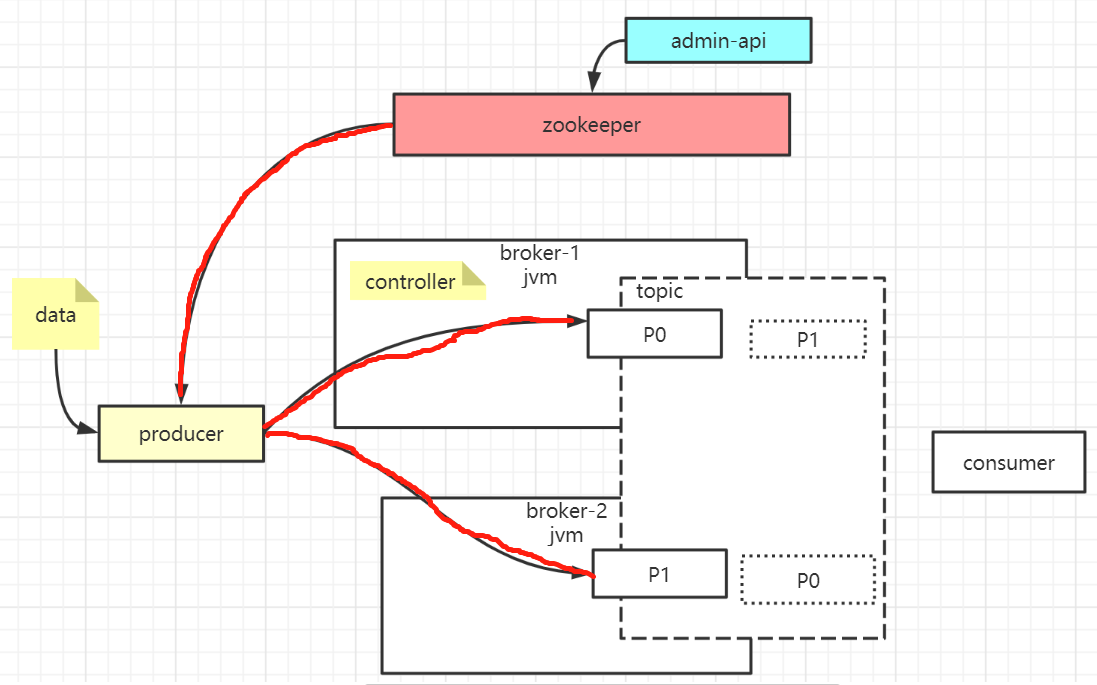 admin-api
zookeeper
broker-1
jvm
controller
topic
data
P0
P1
producer
consumer
broker-2
jvm
P1
P0